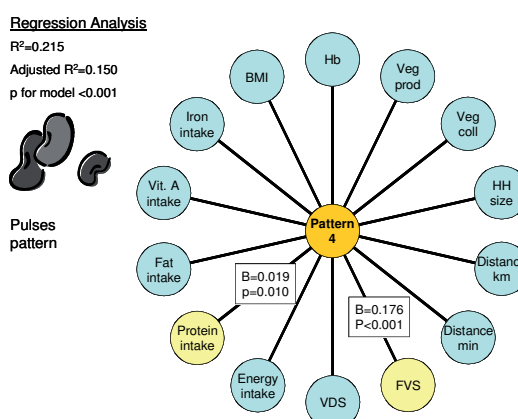 Regression Analysis
R²=0.215
Adjusted R²=0.150
p for model <0.001
Pulses
pattern
Hb
Veg
prod
Veg
coll
HH
size
Distanc
km
Distance
min
FVS
VDS
Energy
intake
Protein
intake
Fat
intake
Vit. A
intake
Iron
intake
BMI
Pattern
4
B=0.019
p=0.010
B=0.176
P<0.001